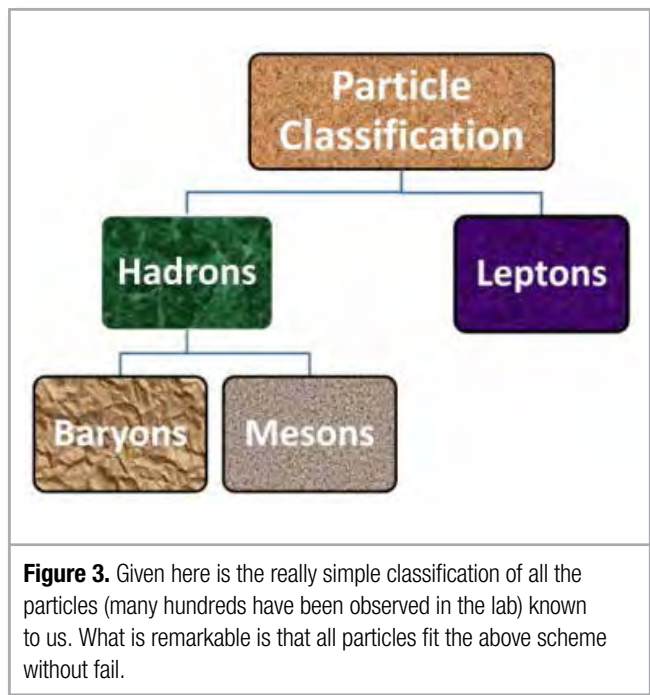 Particle
Classification
Hadrons
Leptons
Baryons
Mesons
Figure 3. Given here is the really simple classification of all the
particles (many hundreds have been observed in the lab) known
to us. What is remarkable is that all particles fit the above scheme
without fail.